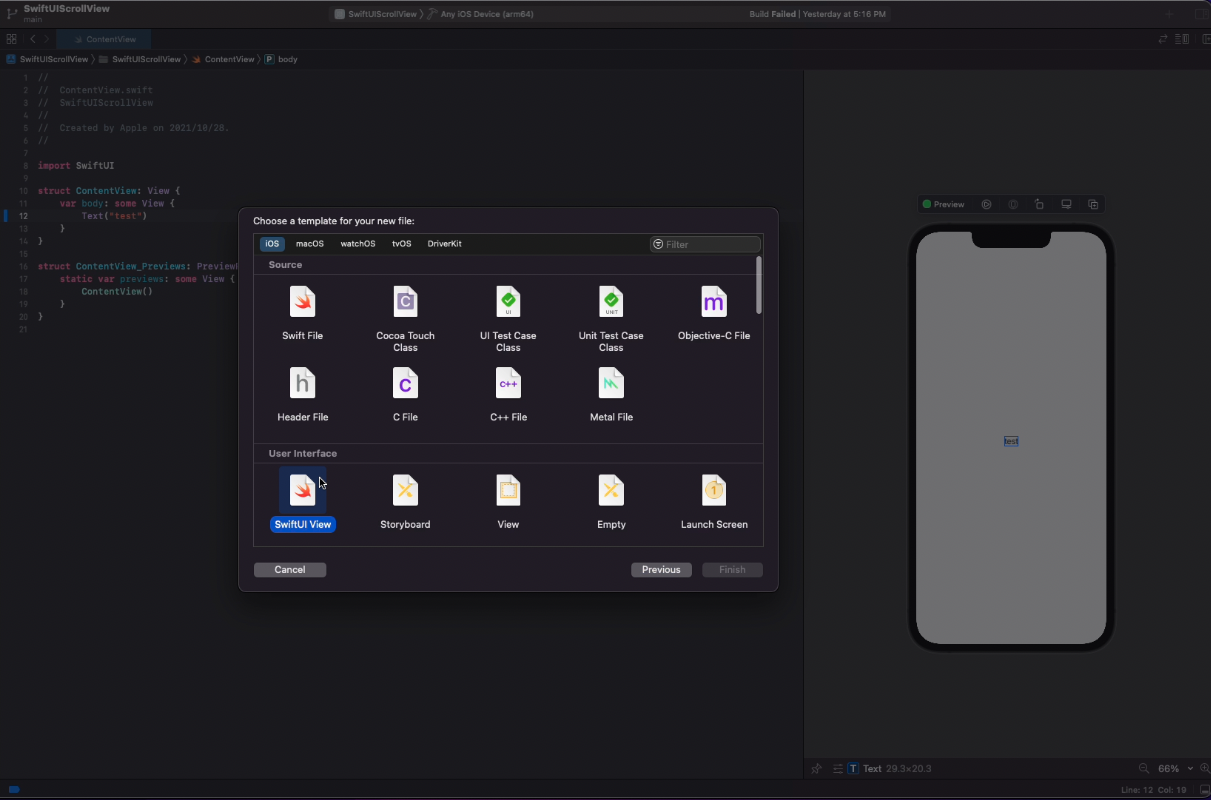 SwiftUIScrollView
main
SwiftUIScrollView 〉 Any iOS Device (arm64)
Build Failed | Yesterday at 5:16 PM
ContentView
SwiftUIScrollView 〉 SwiftUIScrollView 〉 ContentView 〉 P body
1 //
2 // ContentView.swift
3 // SwiftUIScrollView
4 //
5 // Created by Apple on 2021/10/28.
6 //
7
8 import SwiftUI
9
10 struct ContentView: View {
11 var body: some View {
12 Text("test")
13 }
14 }
15
16 struct ContentView_Previews: Preview
17 static var previews: some View {
18 ContentView()
19 }
20 }
21
Choose a template for your new file:
iOS macOS watchOS tvOS DriverKit
Filter
Source
Swift File
Cocoa Touch Class
UI
UI Test Case Class
UNIT
Unit Test Case Class
m
Objective-C File
h
Header File
C
C File
C++
C++ File
Metal File
User Interface
SwiftUI View
Storyboard
View
Empty
1
Launch Screen
Cancel
Previous
Finish
Preview
test
T Text 29.3×20.3
66%
Line: 12 Col: 19